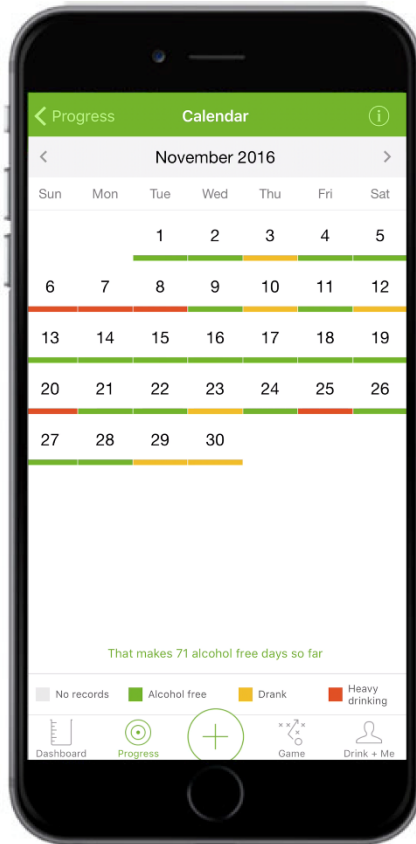 Progress Calendar
November 2016
Sun Mon Tue Wed Thu Fri Sat
1 2 3 4 5
6 7 8 9 10 11 12
13 14 15 16 17 18 19
20 21 22 23 24 25 26
27 28 29 30
That makes 71 alcohol free days so far
No records Alcohol free Drank Heavy drinking
Dashboard Progress Game Drink + Me